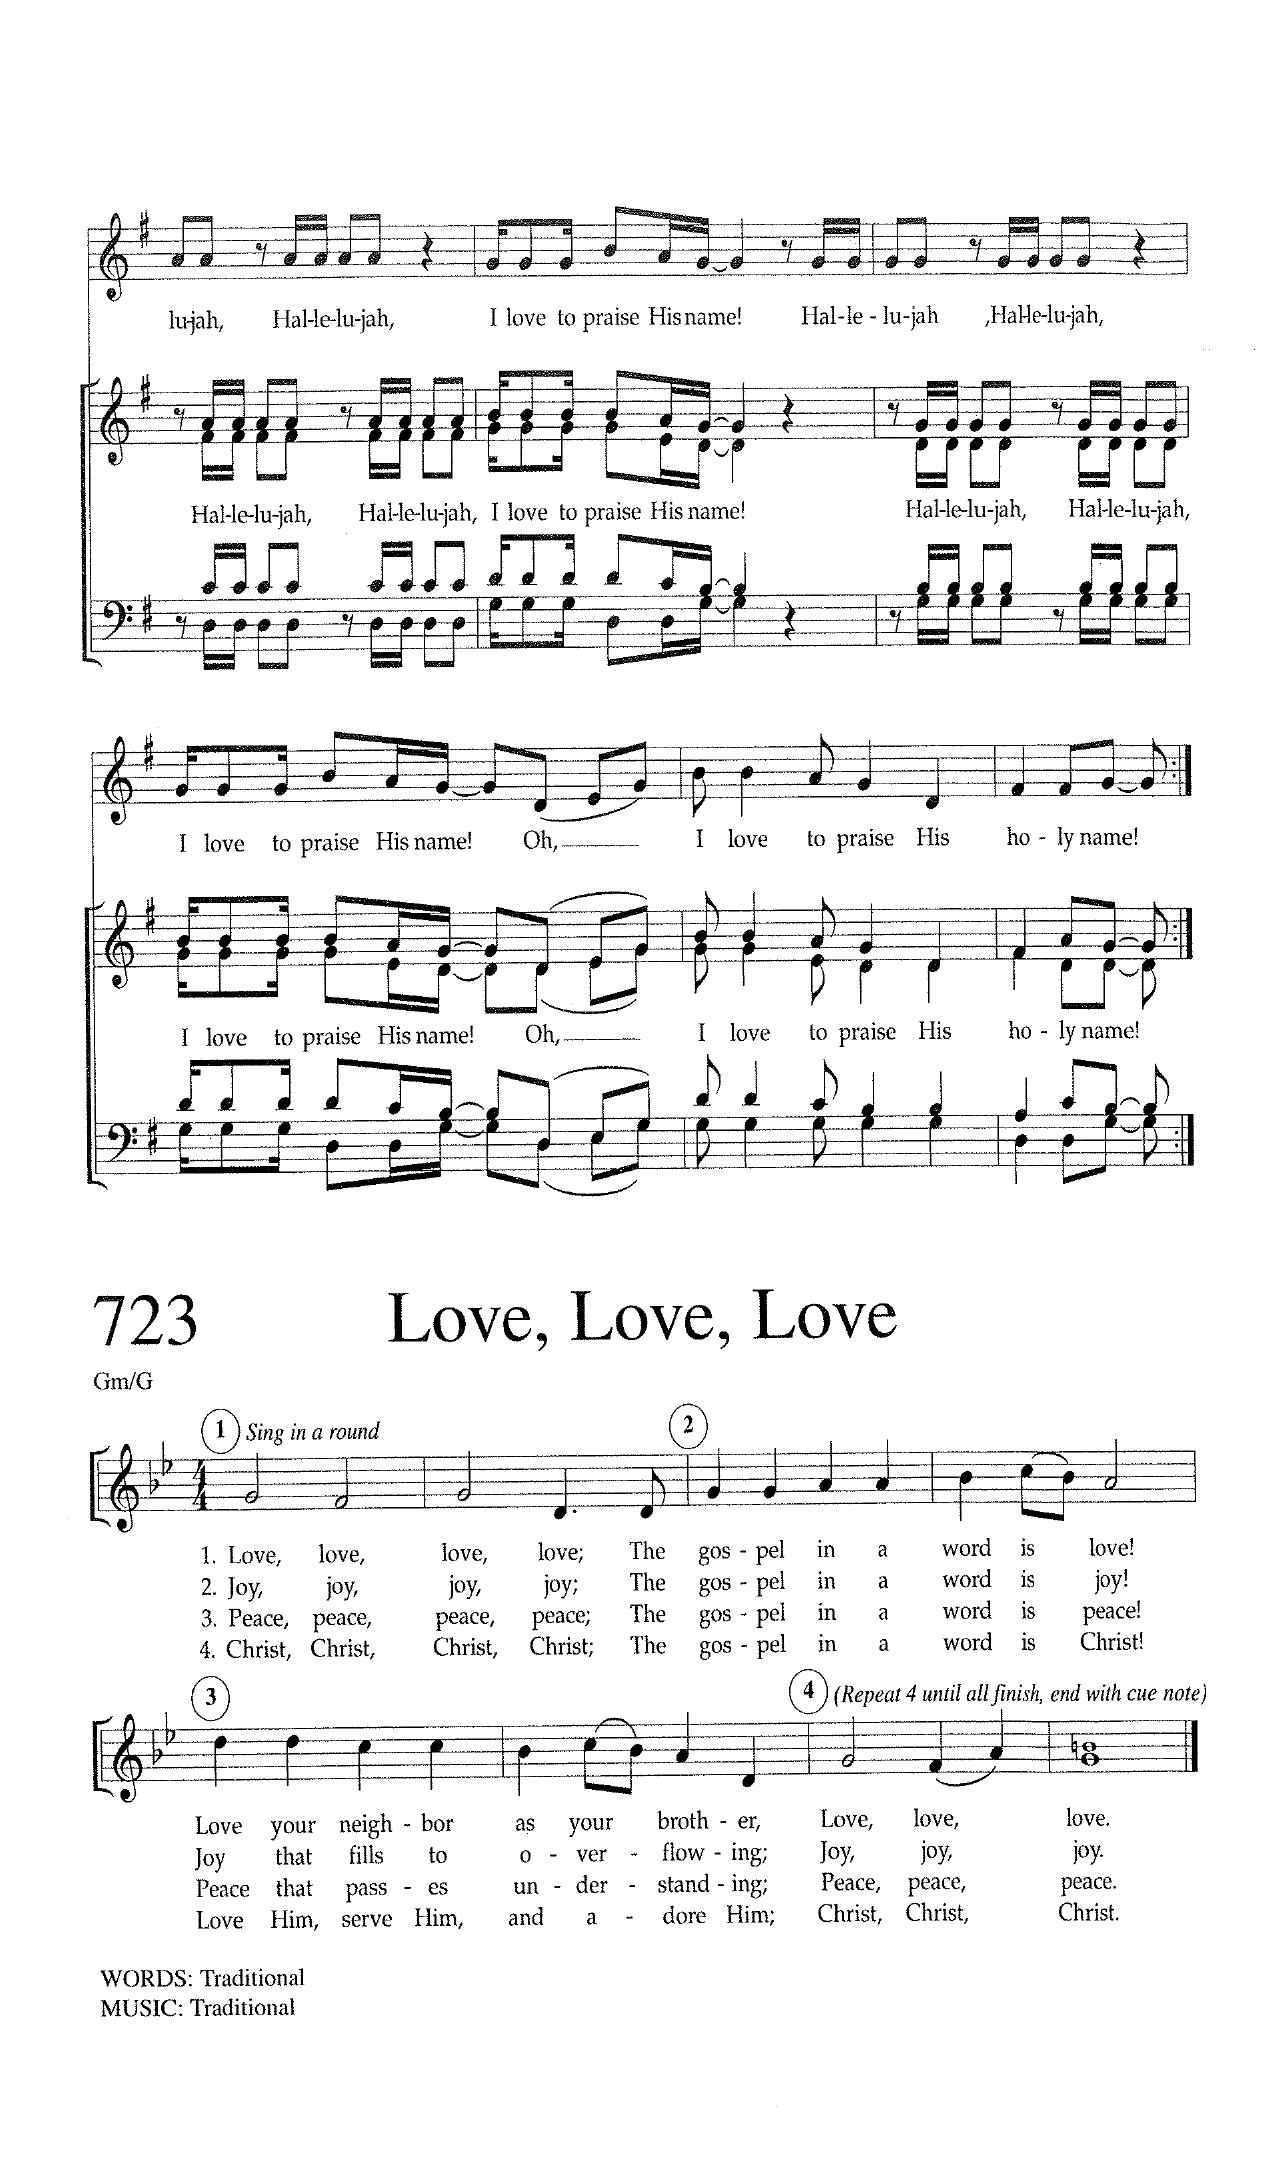 lu-jah, Hal-le-lu-jah, I love to praise His name! Hal-le-lu-jah ,Hal-le-lu-jah,
Hal-le-lu-jah, Hal-le-lu-jah, I love to praise His name! Hal-le-lu-jah, Hal-le-lu-jah,
I love to praise His name! Oh, I love to praise His ho-ly name!
I love to praise His name! Oh, I love to praise His ho-ly name!
723 Love, Love, Love
Gm/G
1 Sing in a round 2
4
4
1. Love, love, love, love; The gos-pel in a word is love!
2. Joy, joy, joy, joy; The gos-pel in a word is joy!
3. Peace, peace, peace, peace; The gos-pel in a word is peace!
4. Christ, Christ, Christ, Christ; The gos-pel in a word is Christ!
3 4 (Repeat 4 until all finish, end with cue note)
Love your neigh-bor as your broth-er, Love, love, love.
Joy that fills to o-ver-flow-ing; Joy, joy, joy.
Peace that pass-es un-der-stand-ing; Peace, peace, peace.
Love Him, serve Him, and a-dore Him; Christ, Christ, Christ.
WORDS: Traditional
MUSIC: Traditional